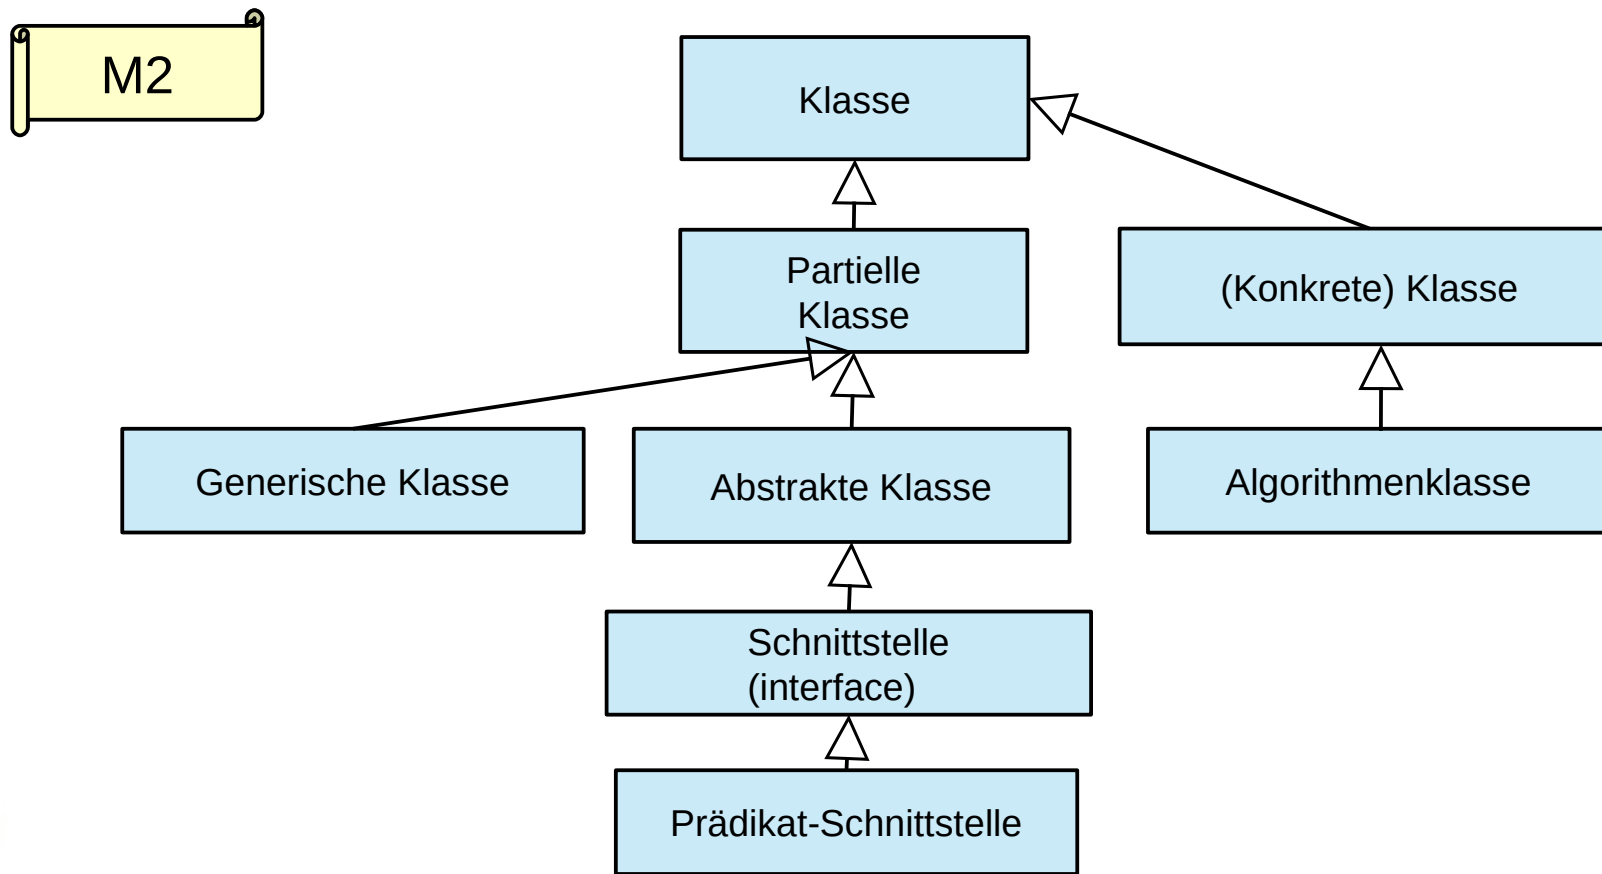 M2
Klasse
Partielle
Klasse
(Konkrete) Klasse
Generische Klasse
Abstrakte Klasse
Algorithmenklasse
Schnittstelle
(interface)
Prädikat-Schnittstelle